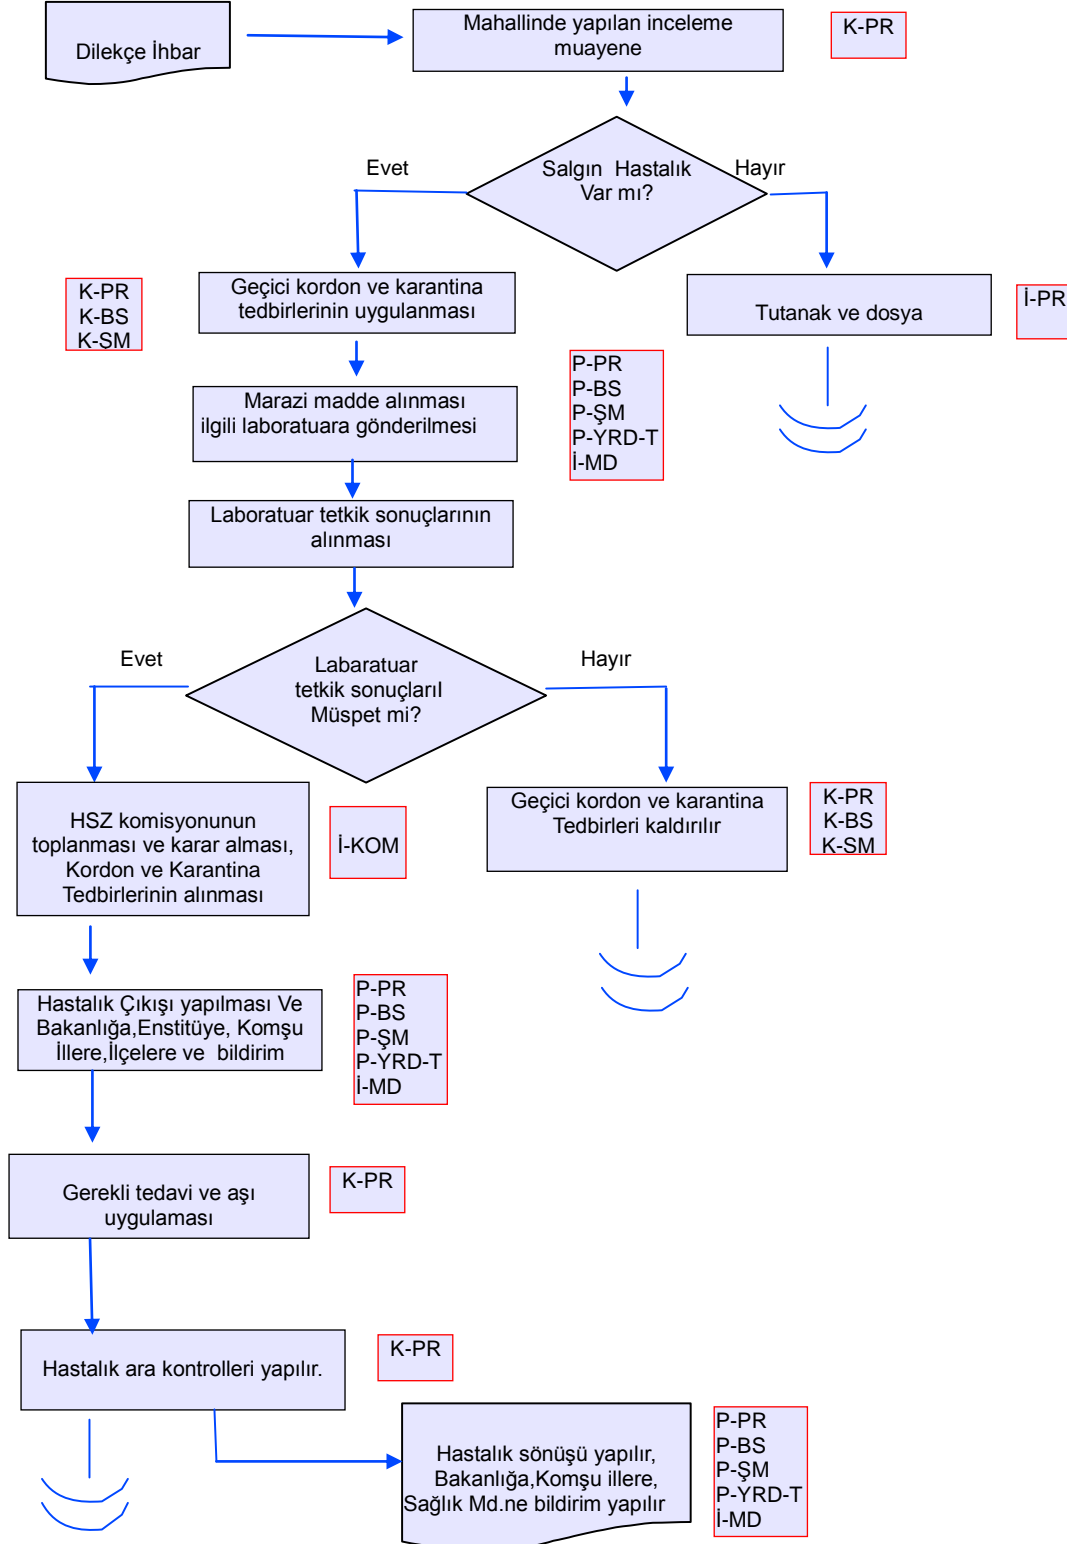 Dilekçe İhbar
Mahallinde yapılan inceleme
muayene
K-PR
Evet
Salgın Hastalık
Var mı?
Hayır
K-PR
K-BS
K-ŞM
Geçici kordon ve karantina
tedbirlerinin uygulanması
Tutanak ve dosya
İ-PR
Marazi madde alınması
ilgili laboratuara gönderilmesi
P-PR
P-BS
P-ŞM
P-YRD-T
İ-MD
Laboratuar tetkik sonuçlarının
alınması
Evet
Labaratuar
tetkik sonuçlarıl
Müspet mi?
Hayır
HSZ komisyonunun
toplanması ve karar alması,
Kordon ve Karantina
Tedbirlerinin alınması
İ-KOM
Geçici kordon ve karantina
Tedbirleri kaldırılır
K-PR
K-BS
K-SM
Hastalık Çıkışı yapılması Ve
Bakanlığa,Enstitüye, Komşu
İllere,İlçelere ve bildirim
P-PR
P-BS
P-ŞM
P-YRD-T
İ-MD
Gerekli tedavi ve aşı
uygulaması
K-PR
Hastalık ara kontrolleri yapılır.
K-PR
Hastalık sönüşü yapılır,
Bakanlığa,Komşu illere,
Sağlık Md.ne bildirim yapılır
P-PR
P-BS
P-ŞM
P-YRD-T
İ-MD